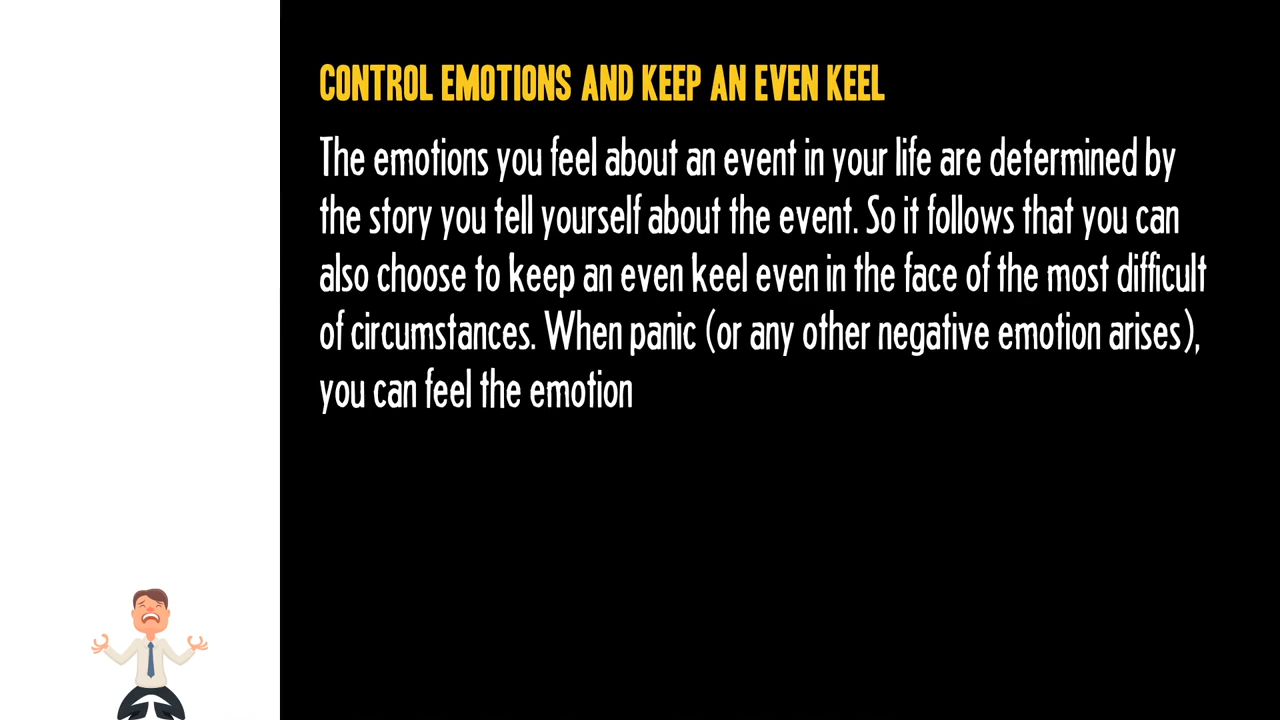 CONTROL EMOTIONS AND KEEP AN EVEN KEEL
The emotions you feel about an event in your life are determined by
the story you tell yourself about the event. So it follows that you can
also choose to keep an even keel even in the face of the most difficult
of circumstances. When panic (or any other negative emotion arises),
you can feel the emotion